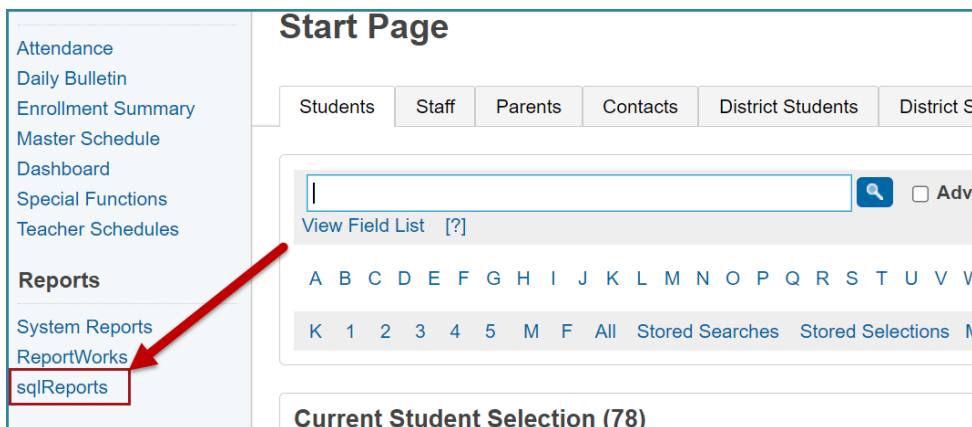 Attendance
Daily Bulletin
Enrollment Summary
Master Schedule
Dashboard
Special Functions
Teacher Schedules
Reports
System Reports
ReportWorks
sqlReports
Start Page
Students Staff Parents Contacts District Students District S
Adv
View Field List [?]
A B C D E F G H I J K L M N O P Q R S T U V W
K 1 2 3 4 5 M F All Stored Searches Stored Selections M
Current Student Selection (78)